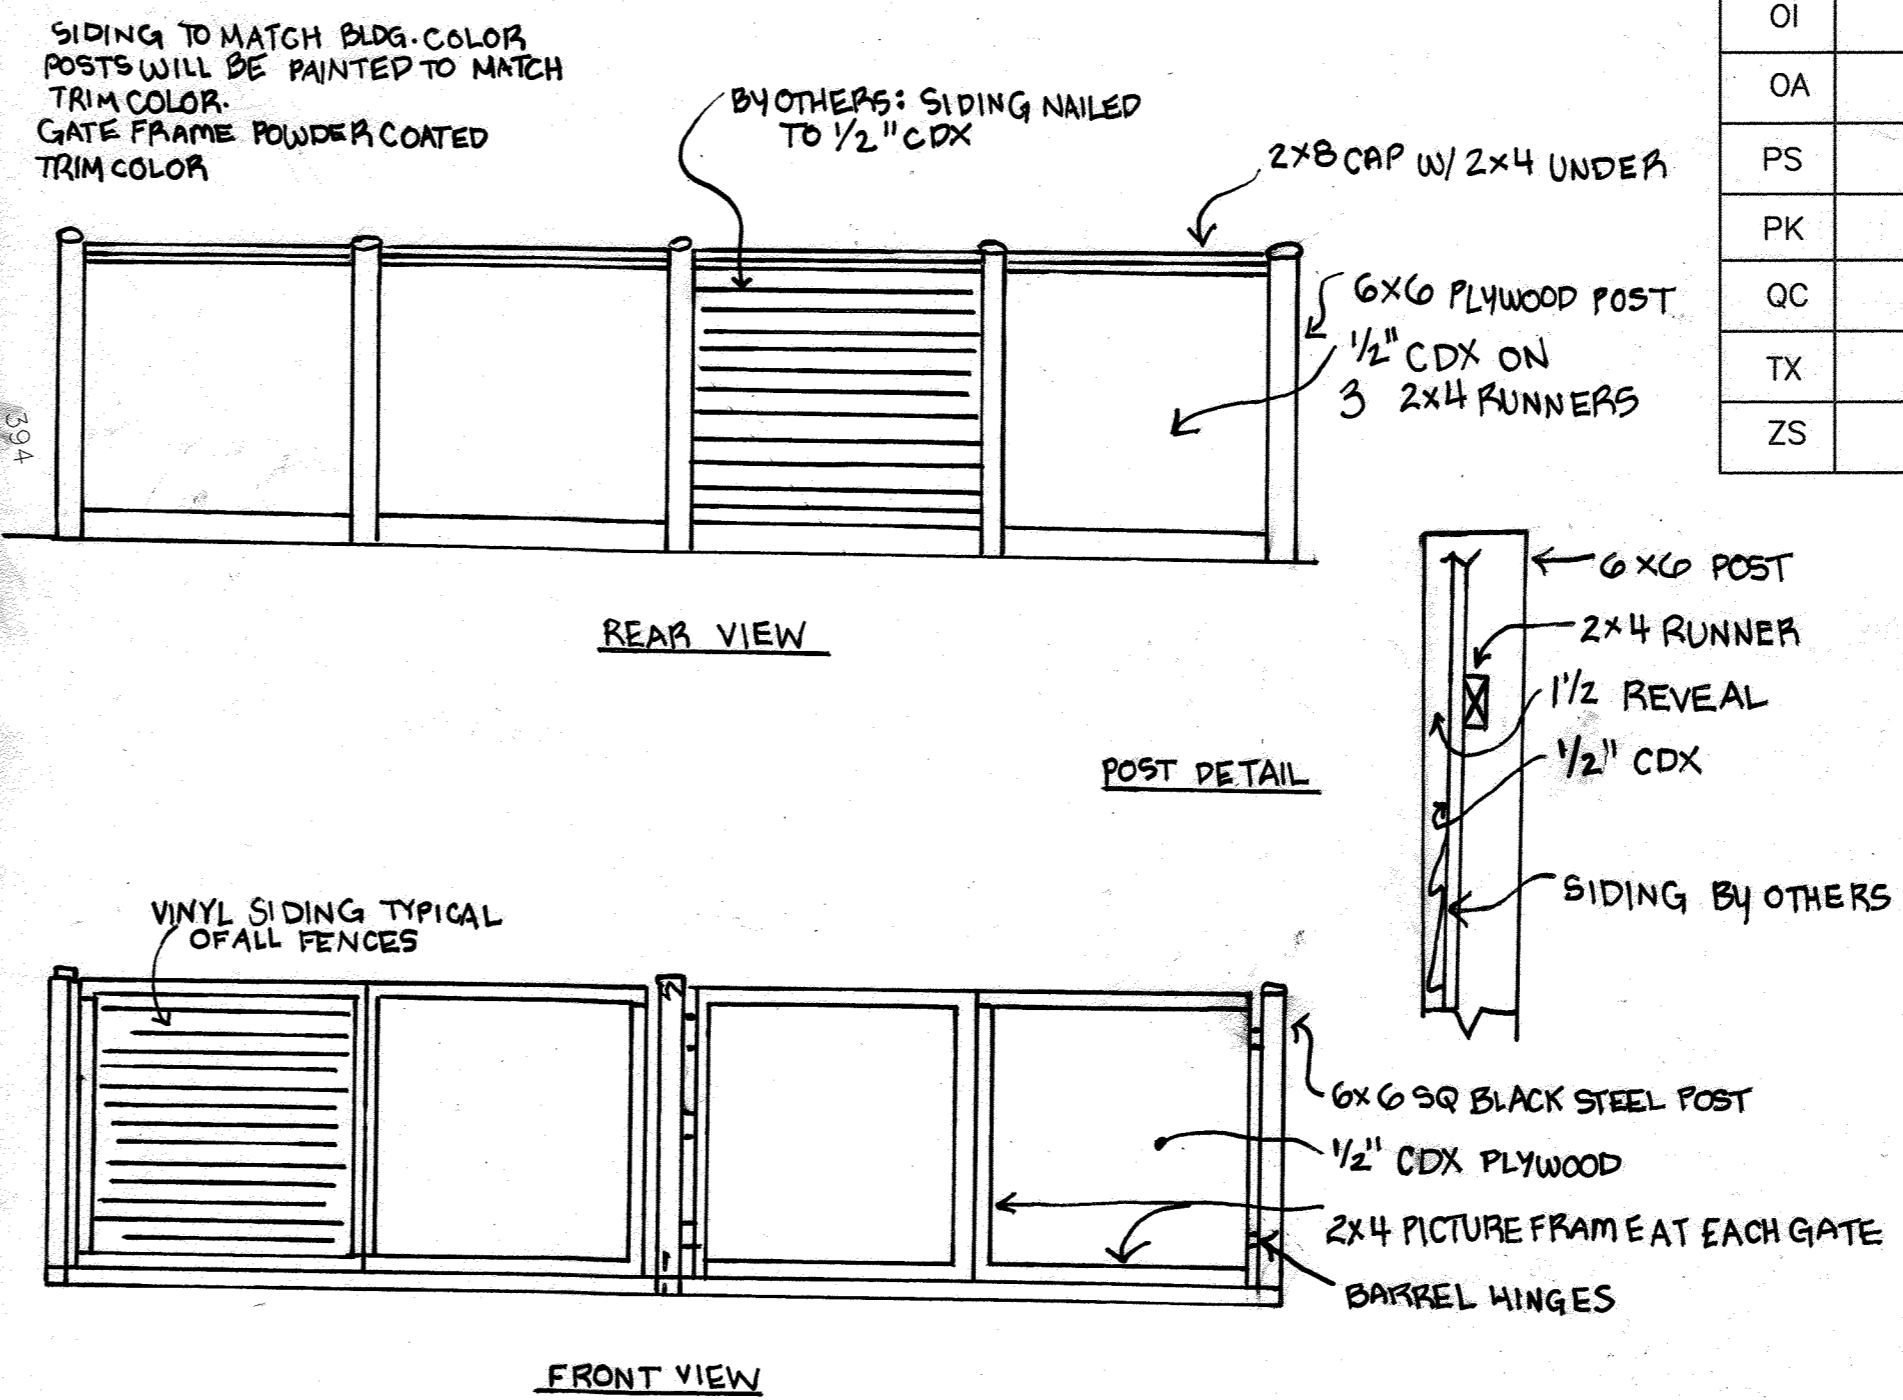 SIDING TO MATCH BLDG. COLOR
POSTS WILL BE PAINTED TO MATCH
TRIM COLOR.
GATE FRAME POWDER COATED
TRIM COLOR
BY OTHERS: SIDING NAILED
TO 1/2" CDX
2X8 CAP W/ 2X4 UNDER
6X6 PLYWOOD POST
1/2" CDX ON
3 2X4 RUNNERS
OI
OA
PS
PK
QC
TX
ZS
394
REAR VIEW
6X6 POST
2X4 RUNNER
1 1/2 REVEAL
1/2" CDX
SIDING BY OTHERS
POST DETAIL
VINYL SIDING TYPICAL
OF ALL FENCES
6X6 SQ BLACK STEEL POST
1/2" CDX PLYWOOD
2X4 PICTURE FRAME AT EACH GATE
BARREL HINGES
FRONT VIEW